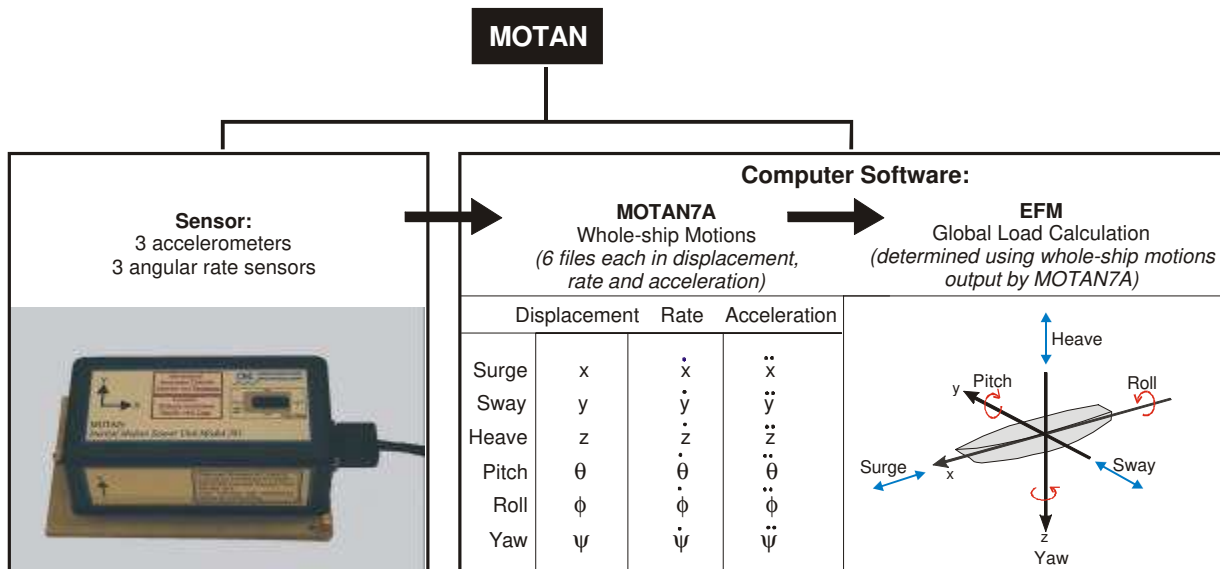 MOTAN
Sensor:
3 accelerometers
3 angular rate sensors
Computer Software:
MOTAN7A
Whole-ship Motions
(6 files each in displacement,
rate and acceleration)
EFM
Global Load Calculation
(determined using whole-ship motions
output by MOTAN7A)
Displacement Rate Acceleration
Surge x ẋ ẍ
Sway y ẏ ÿ
Heave z ż z̈
Pitch θ θ̇ θ̈
Roll ϕ ϕ̇ ϕ̈
Yaw ψ ψ̇ ψ̈
Heave
y Pitch
Roll
Surge
x
Sway
z
Yaw
MOTAN